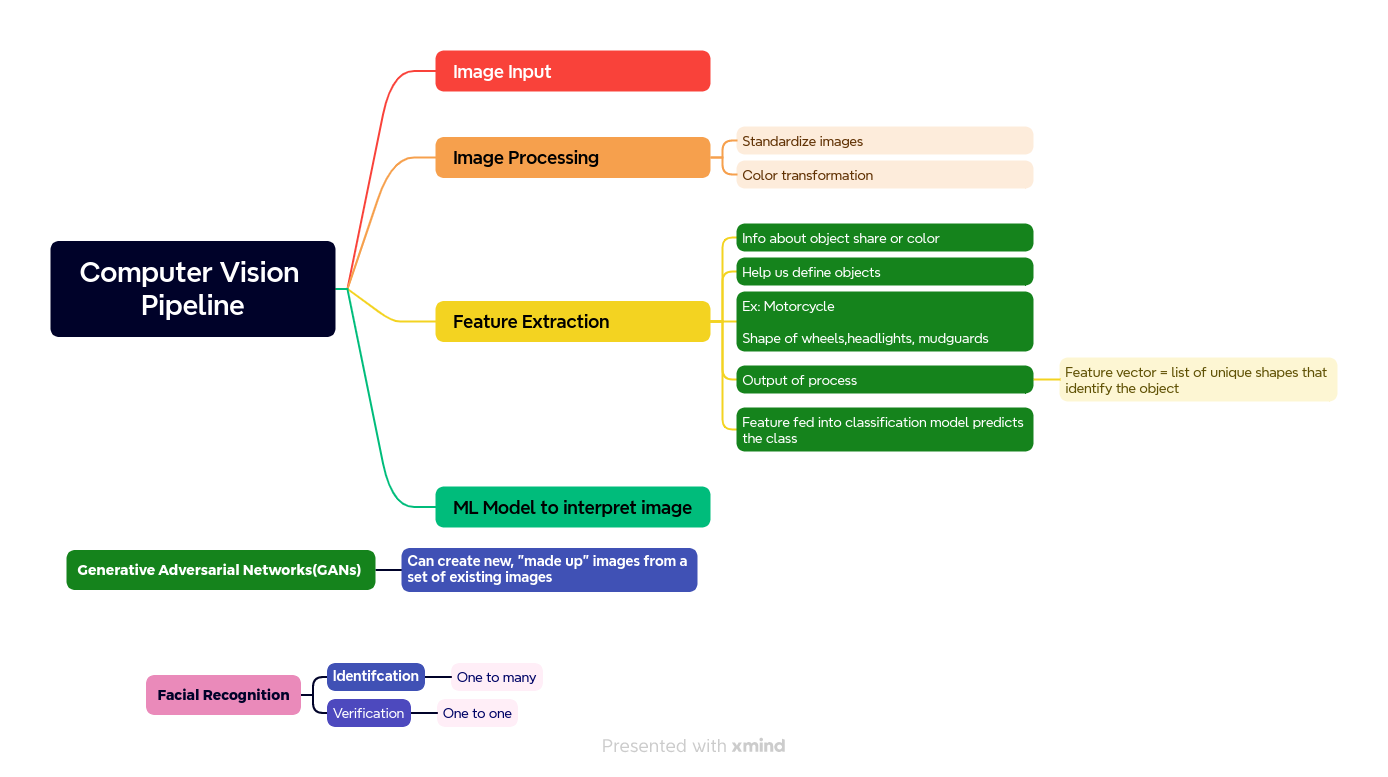 Image Input
Standardize images
Image Processing
Color transformation
Info about object share or color
Computer Vision
Pipeline
Help us define objects
Ex: Motorcycle
Feature Extraction
Shape of wheels,headlights, mudguards
Output of process
Feature vector = list of unique shapes that
identify the object
Feature fed into classification model predicts
the class
ML Model to interpret image
Generative Adversarial Networks(GANs)
Can create new, "made up" images from a
set of existing images
Facial Recognition
Identifcation
One to many
Verification
One to one
Presented with xmind